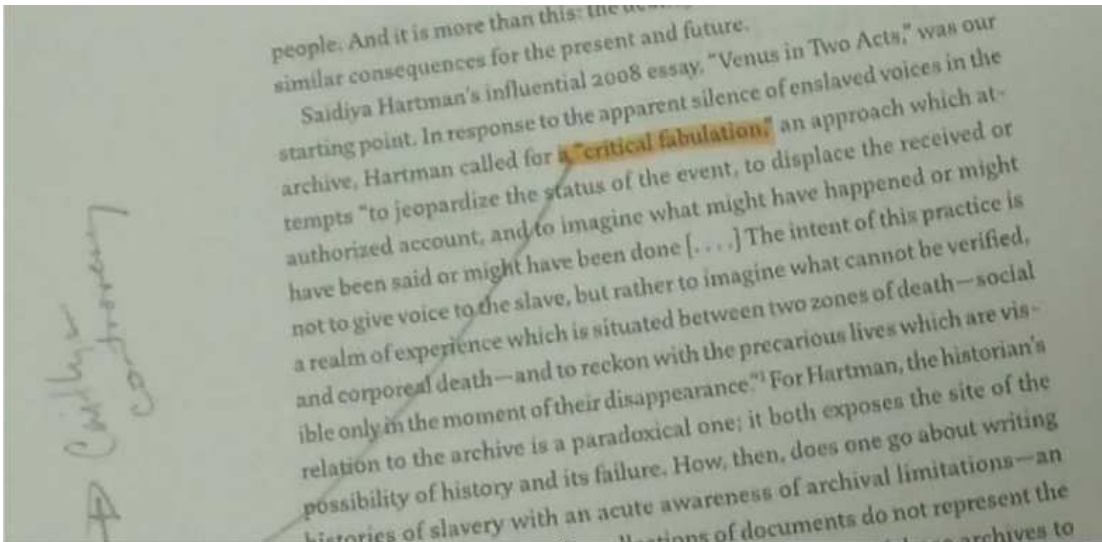 people. And it is more than this: the
similar consequences for the present and future.
Saidiya Hartman's influential 2008 essay, "Venus in Two Acts," was our
starting point. In response to the apparent silence of enslaved voices in the
archive, Hartman called for a "critical fabulation," an approach which at-
tempts "to jeopardize the status of the event, to displace the received or
authorized account, and to imagine what might have happened or might
have been said or might have been done [. . . .] The intent of this practice is
not to give voice to the slave, but rather to imagine what cannot be verified,
a realm of experience which is situated between two zones of death—social
and corporeal death—and to reckon with the precarious lives which are vis-
ible only in the moment of their disappearance."¹ For Hartman, the historian's
relation to the archive is a paradoxical one; it both exposes the site of the
possibility of history and its failure. How, then, does one go about writing
histories of slavery with an acute awareness of archival limitations—an
of documents do not represent the
archives to
controversy